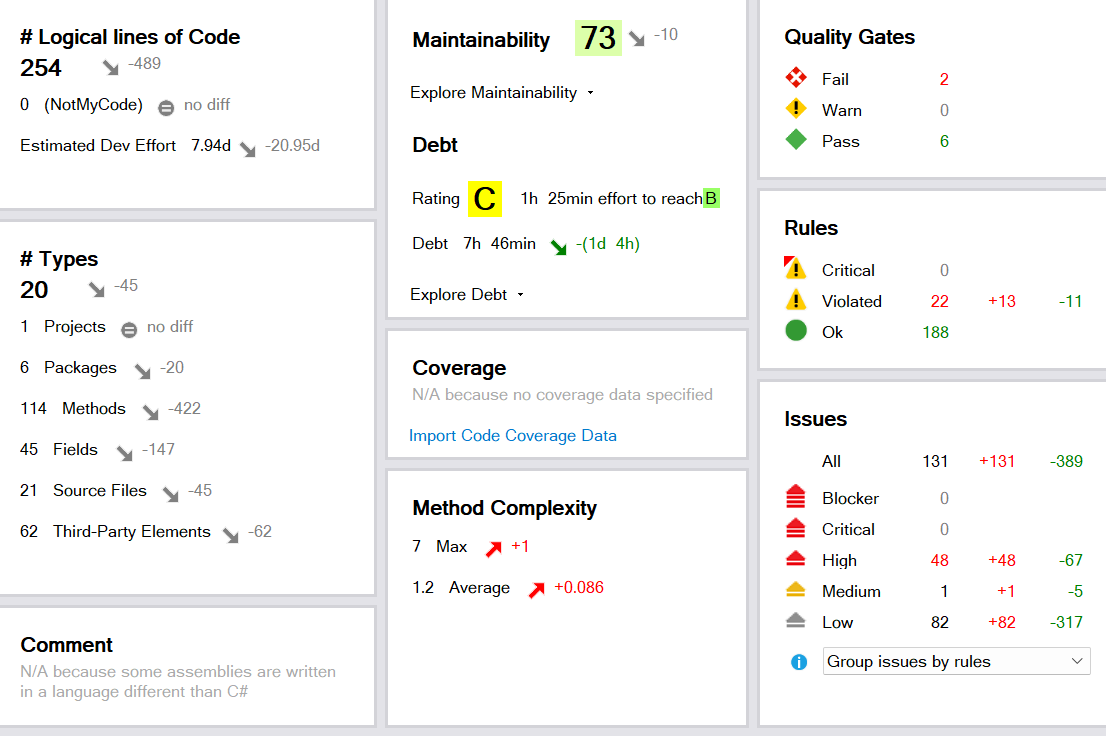 # Logical lines of Code
254 -489
0 (NotMyCode) no diff
Estimated Dev Effort 7.94d -20.95d
# Types
20 -45
1 Projects no diff
6 Packages -20
114 Methods -422
45 Fields -147
21 Source Files -45
62 Third-Party Elements -62
Comment
N/A because some assemblies are written
in a language different than C#
Maintainability 73 -10
Explore Maintainability
Debt
Rating C 1h 25min effort to reach B
Debt 7h 46min -(1d 4h)
Explore Debt
Coverage
N/A because no coverage data specified
Import Code Coverage Data
Method Complexity
7 Max +1
1.2 Average +0.086
Quality Gates
Fail 2
Warn 0
Pass 6
Rules
Critical 0
Violated 22 +13 -11
Ok 188
Issues
All 131 +131 -389
Blocker 0
Critical 0
High 48 +48 -67
Medium 1 +1 -5
Low 82 +82 -317
Group issues by rules